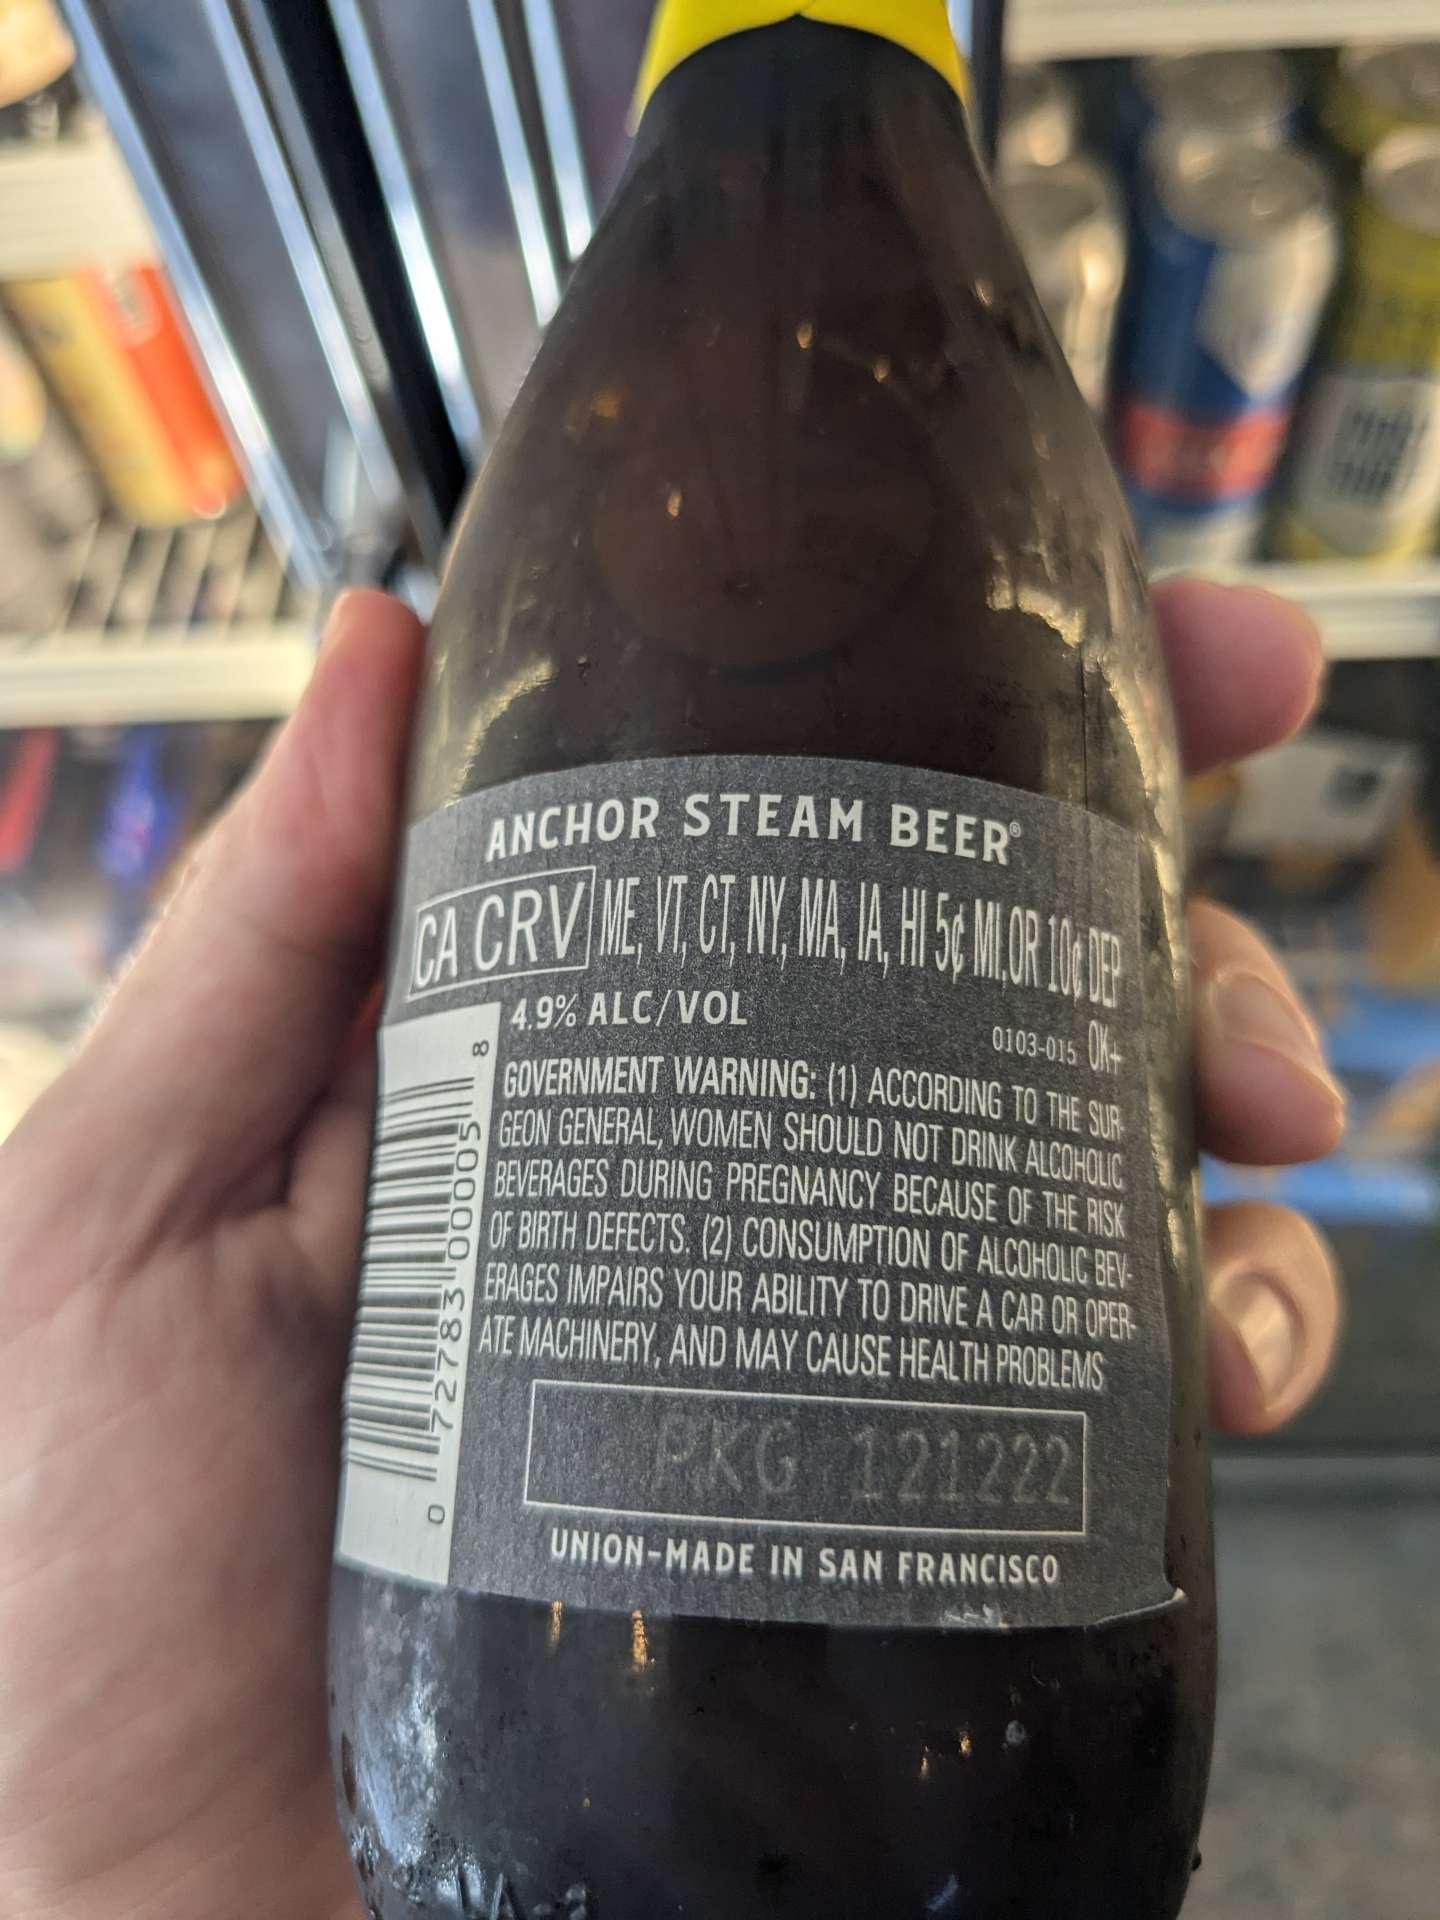 ANCHOR STEAM BEER®
CA CRV ME, VT, CT, NY, MA, IA, HI 5¢ MI,OR 10¢ DEP
4.9% ALC/VOL
0103-015 OK+
GOVERNMENT WARNING: (1) ACCORDING TO THE SUR-
GEON GENERAL, WOMEN SHOULD NOT DRINK ALCOHOLIC
BEVERAGES DURING PREGNANCY BECAUSE OF THE RISK
OF BIRTH DEFECTS. (2) CONSUMPTION OF ALCOHOLIC BEV-
ERAGES IMPAIRS YOUR ABILITY TO DRIVE A CAR OR OPER-
ATE MACHINERY, AND MAY CAUSE HEALTH PROBLEMS
0 72783 00005 8
PKG 121222
UNION-MADE IN SAN FRANCISCO